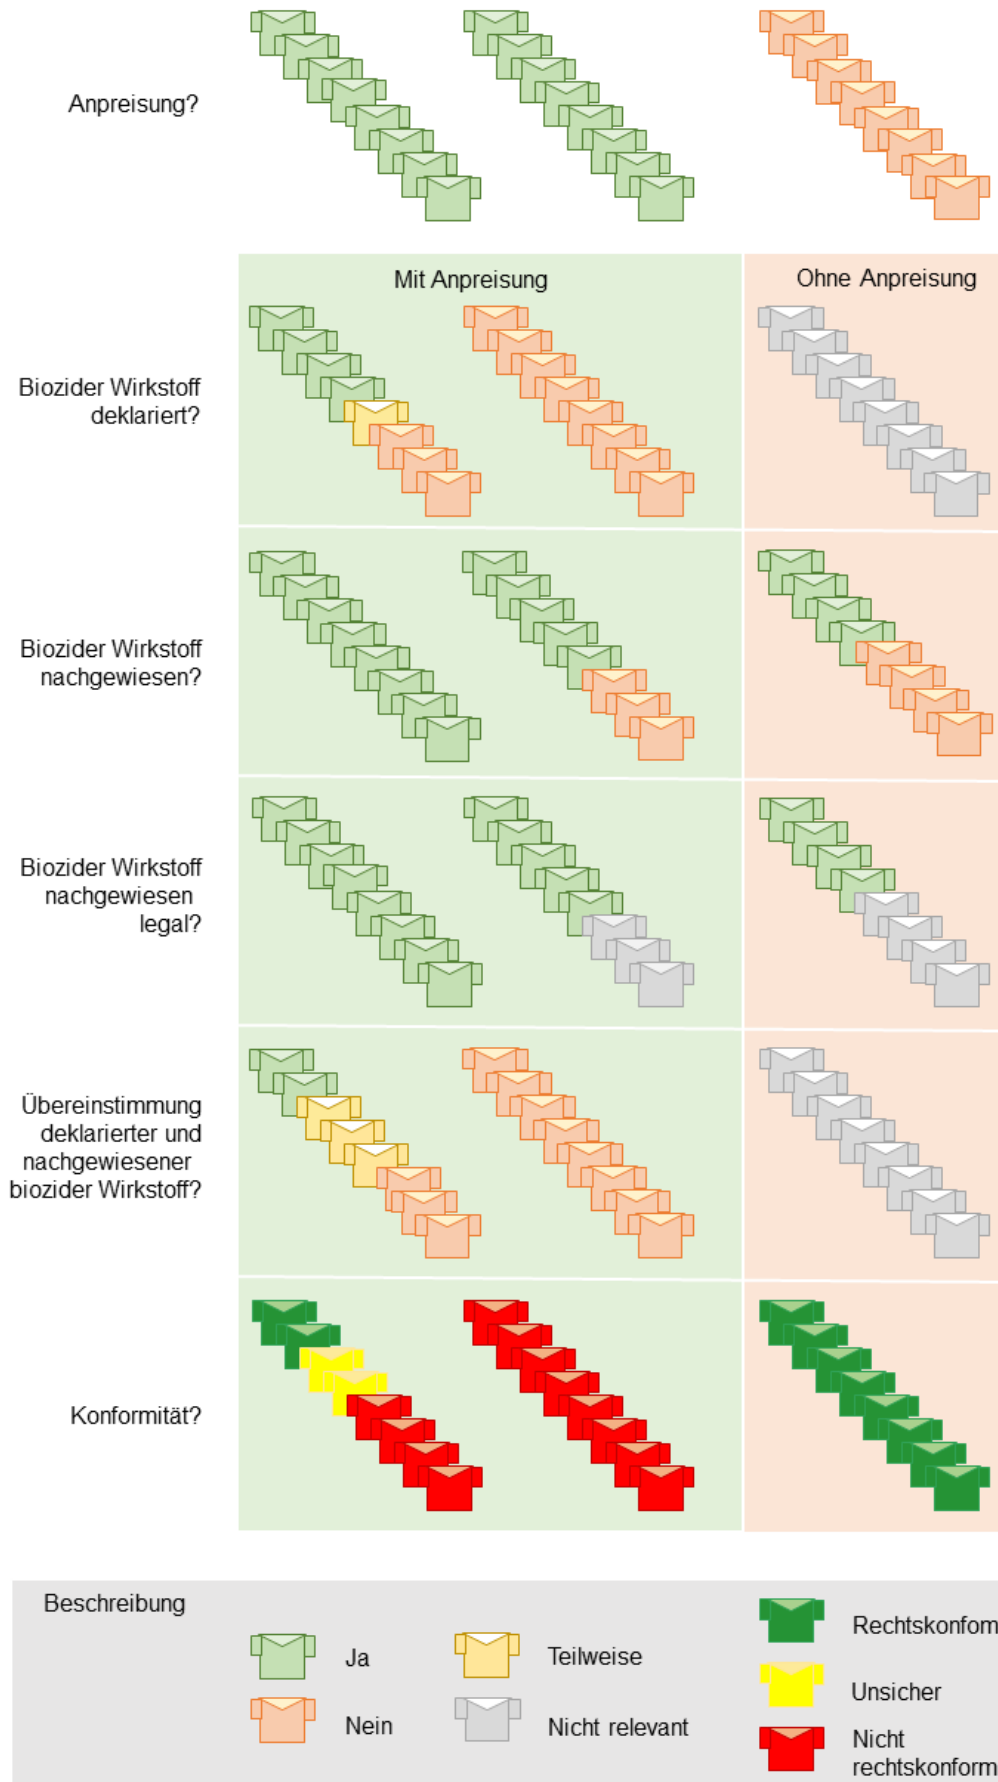 Anpreisung?
Mit Anpreisung
Ohne Anpreisung
Biozider Wirkstoff
deklariert?
Biozider Wirkstoff
nachgewiesen?
Biozider Wirkstoff
nachgewiesen
legal?
Übereinstimmung
deklarierter und
nachgewiesener
biozider Wirkstoff?
Konformität?
Beschreibung
Ja
Teilweise
Nein
Nicht relevant
Rechtskonfom
Unsicher
Nicht
rechtskonform